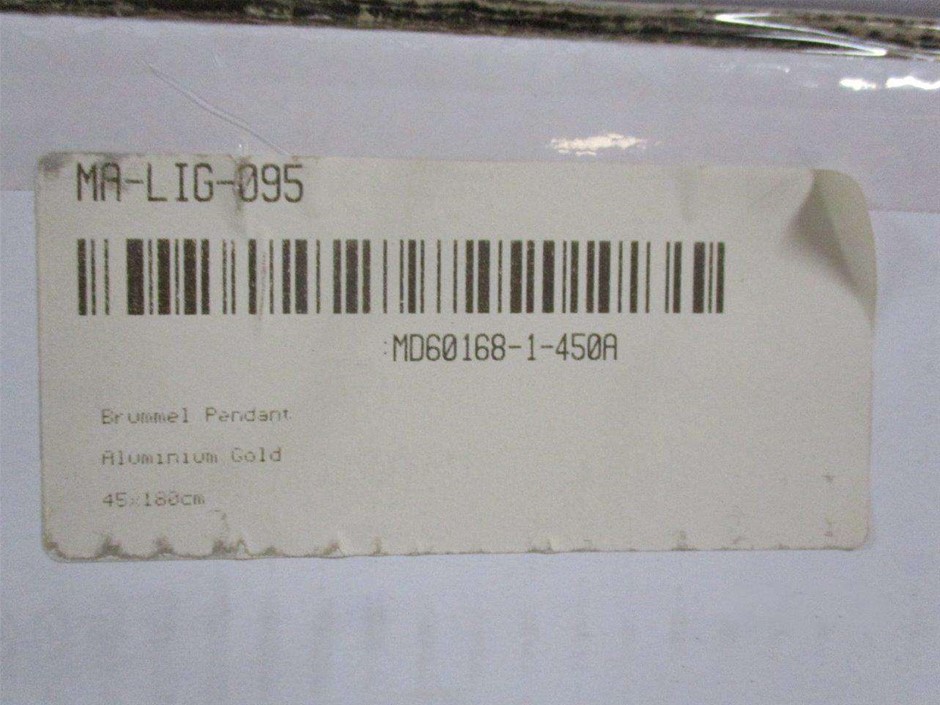 MA-LIG-095
:MD60168-1-450A
Brummel Pendant
Aluminium Gold
45x180cm